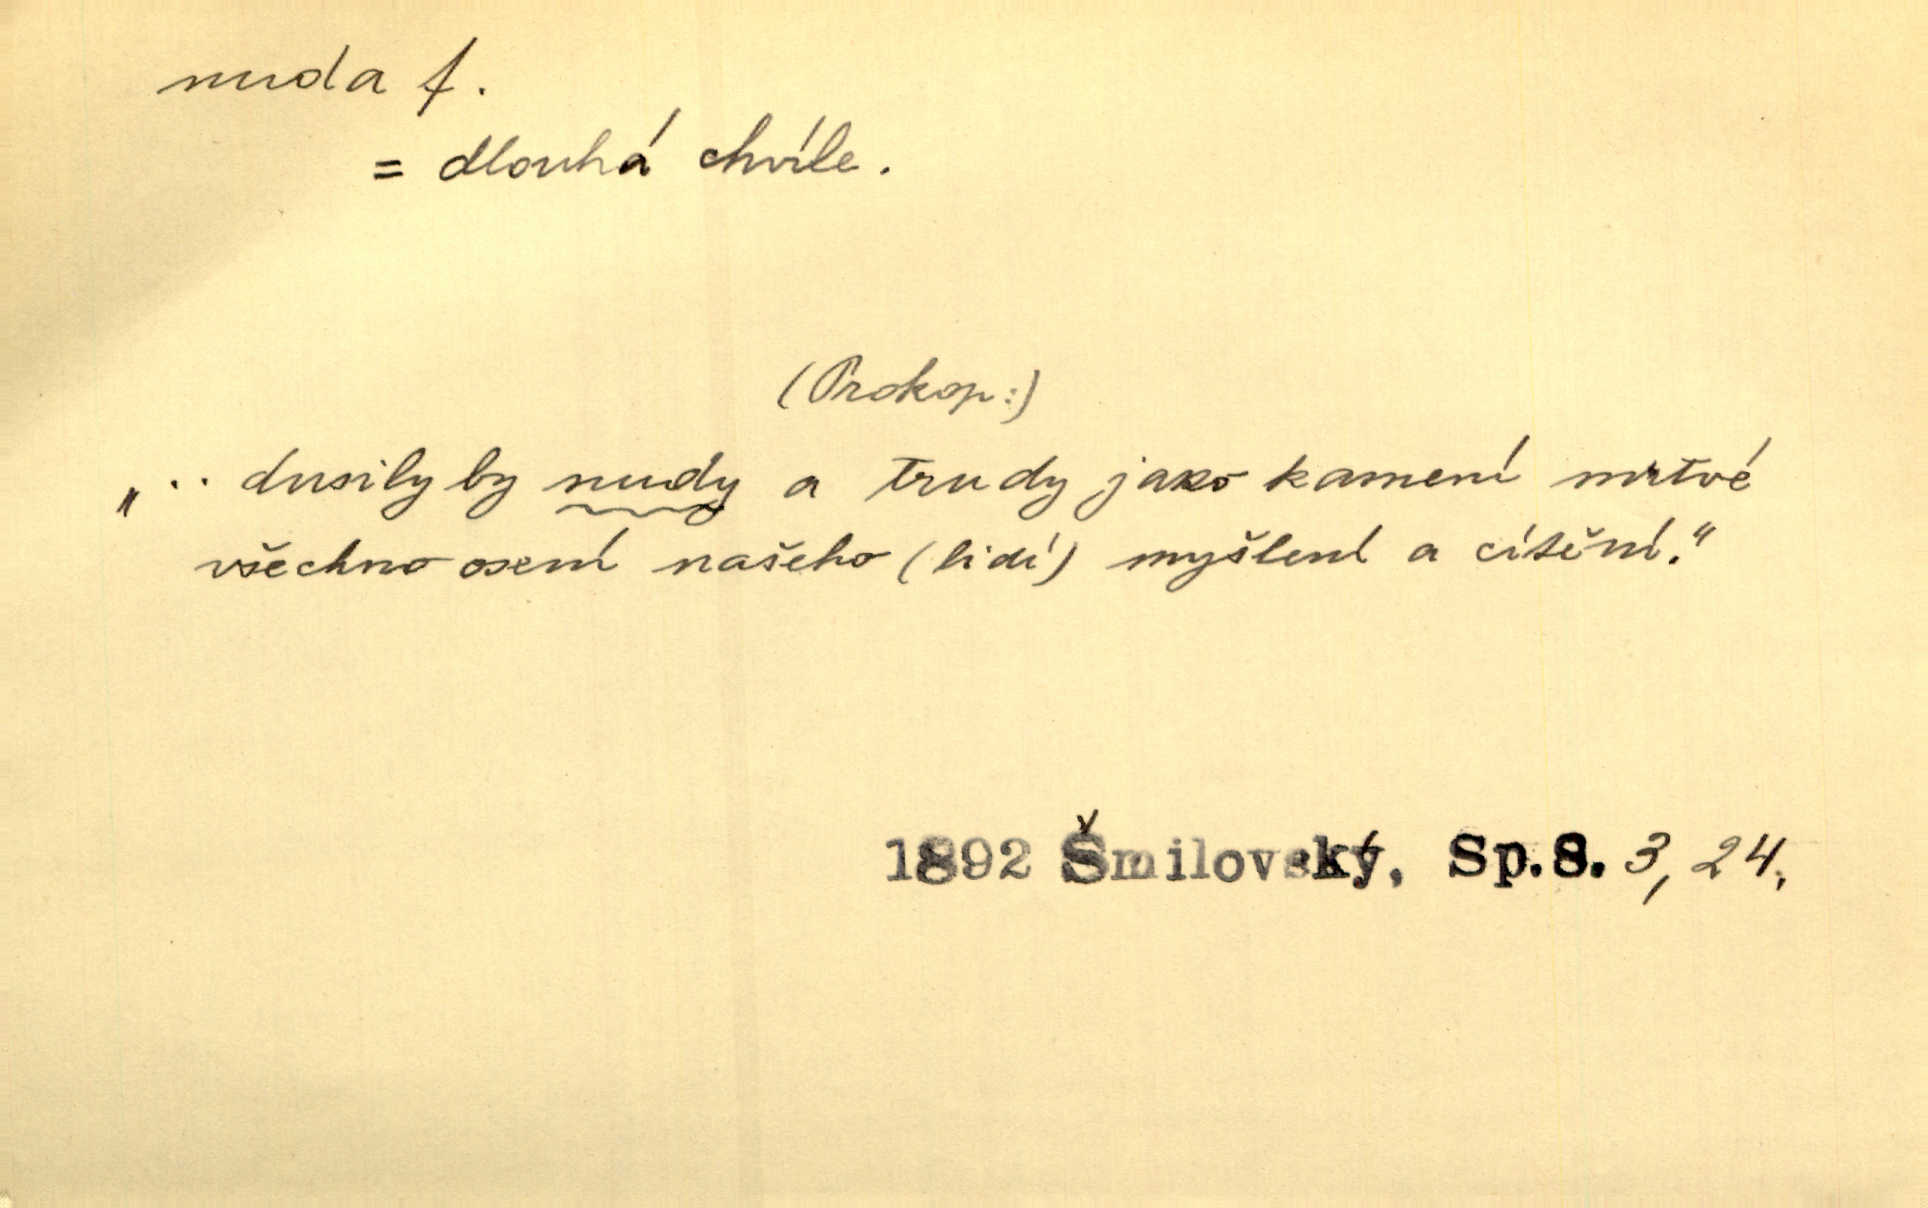 nuda f.
= dlouhá chvíle.
(Prokop:)
„ ·· dusily by nudy a trudy jako kamení mrtvé
všechno osení našeho (lidí) myšlení a cítění.“
1892 Šmilovský, Sp.8. 3, 24.